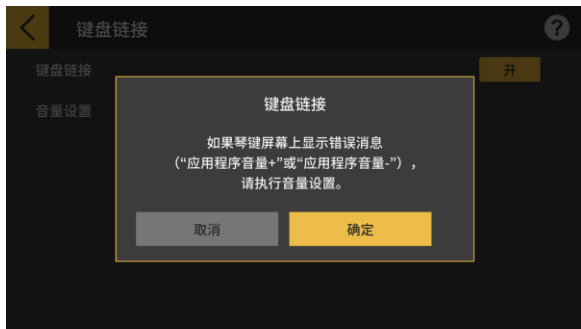 键盘链接
?
键盘链接 开
音量设置
键盘链接
如果琴键屏幕上显示错误消息
（“应用程序音量+”或“应用程序音量-”），
请执行音量设置。
取消 确定